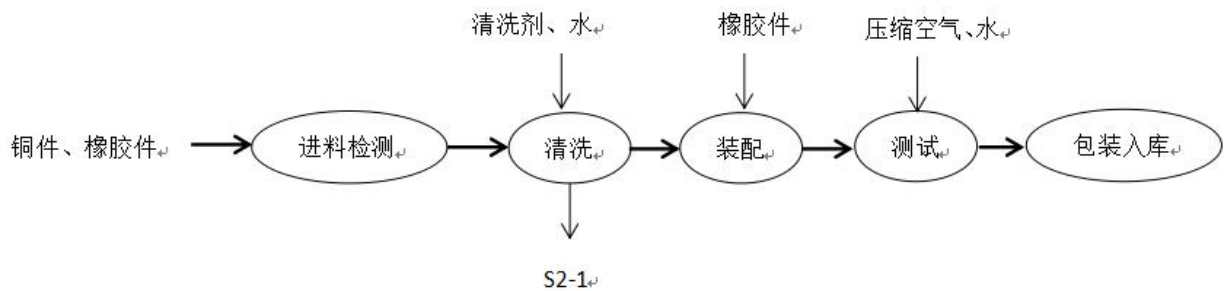 清洗剂、水
橡胶件
压缩空气、水
铜件、橡胶件
进料检测
清洗
装配
测试
包装入库
S2-1